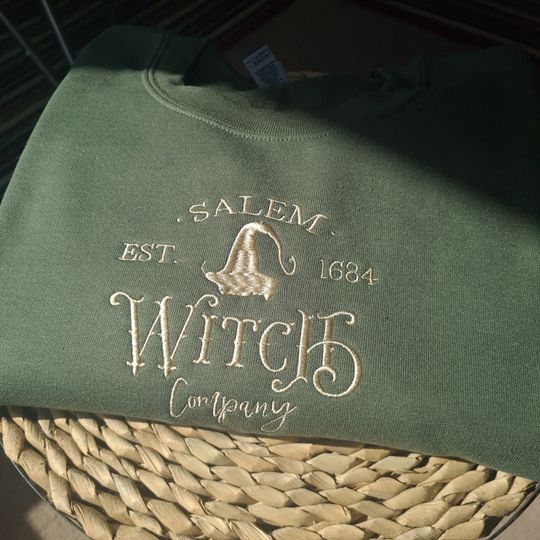 · SALEM ·
EST. 1684
WITCH
Company